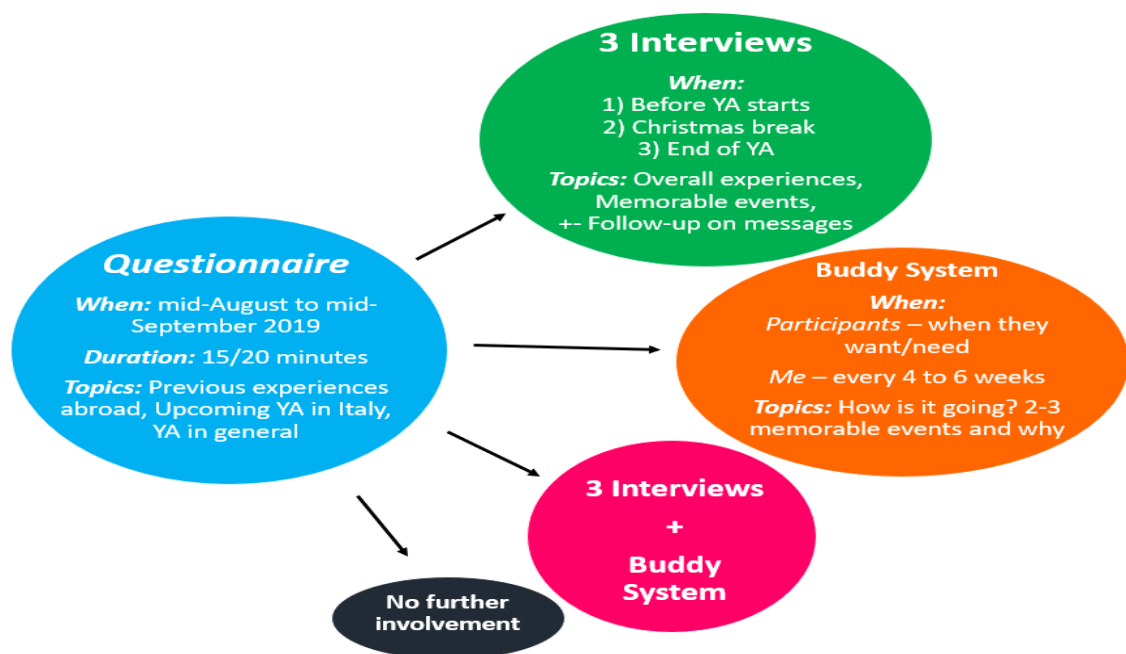 3 Interviews
When:
1) Before YA starts
2) Christmas break
3) End of YA
Topics: Overall experiences,
Memorable events,
+- Follow-up on messages
Questionnaire
When: mid-August to mid-
September 2019
Duration: 15/20 minutes
Topics: Previous experiences
abroad, Upcoming YA in Italy,
YA in general
Buddy System
When:
Participants – when they
want/need
Me – every 4 to 6 weeks
Topics: How is it going? 2-3
memorable events and why
3 Interviews
+
Buddy
System
No further
involvement